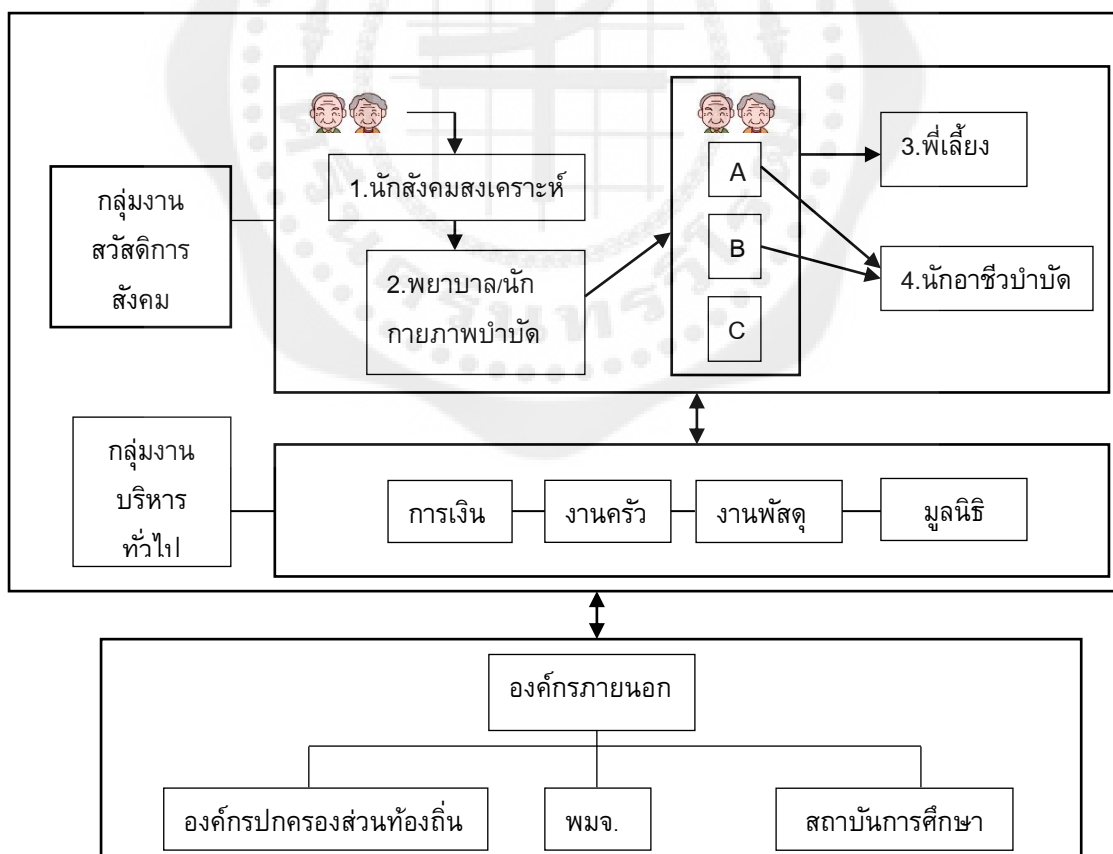 1.นักสังคมสงเคราะห์
3.พี่เลี้ยง
A
กลุ่มงาน
สวัสดิการ
สังคม
2.พยาบาล/นัก
กายภาพบำบัด
B
4.นักอาชีวบำบัด
C
กลุ่มงาน
บริหาร
ทั่วไป
การเงิน
งานครัว
งานพัสดุ
มูลนิธิ
องค์กรภายนอก
องค์กรปกครองส่วนท้องถิ่น
พมจ.
สถาบันการศึกษา